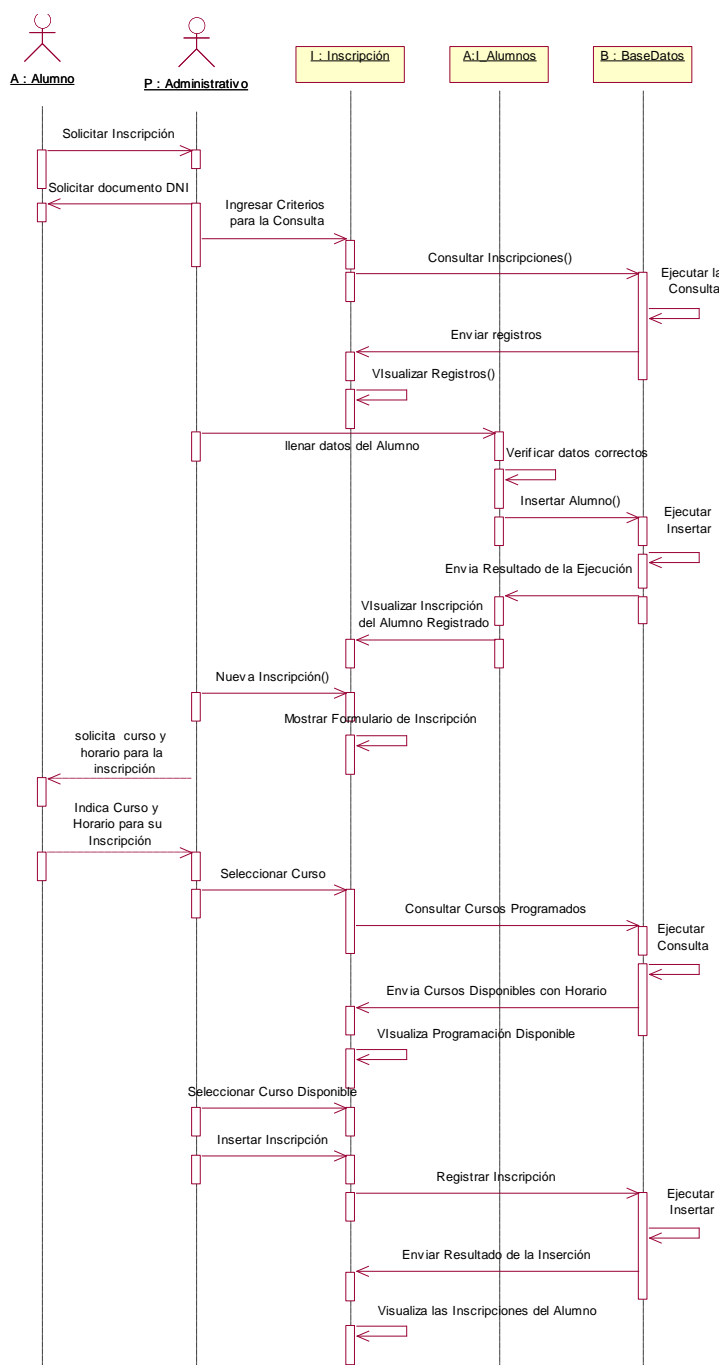 A : Alumno
P : Administrativo
I : Inscripción
A:I_Alumnos
B : BaseDatos
Solicitar Inscripción
Solicitar documento DNI
Ingresar Criterios
para la Consulta
Consultar Inscripciones()
Ejecutar la
Consulta
Enviar registros
VIsualizar Registros()
llenar datos del Alumno
Verificar datos correctos
Insertar Alumno()
Ejecutar
Insertar
Envia Resultado de la Ejecución
VIsualizar Inscripción
del Alumno Registrado
Nueva Inscripción()
Mostrar Formulario de Inscripción
solicita curso y
horario para la
inscripción
Indica Curso y
Horario para su
Inscripción
Seleccionar Curso
Consultar Cursos Programados
Ejecutar
Consulta
Envia Cursos Disponibles con Horario
VIsualiza Programación Disponible
Seleccionar Curso Disponible
Insertar Inscripción
Registrar Inscripción
Ejecutar
Insertar
Enviar Resultado de la Inserción
Visualiza las Inscripciones del Alumno